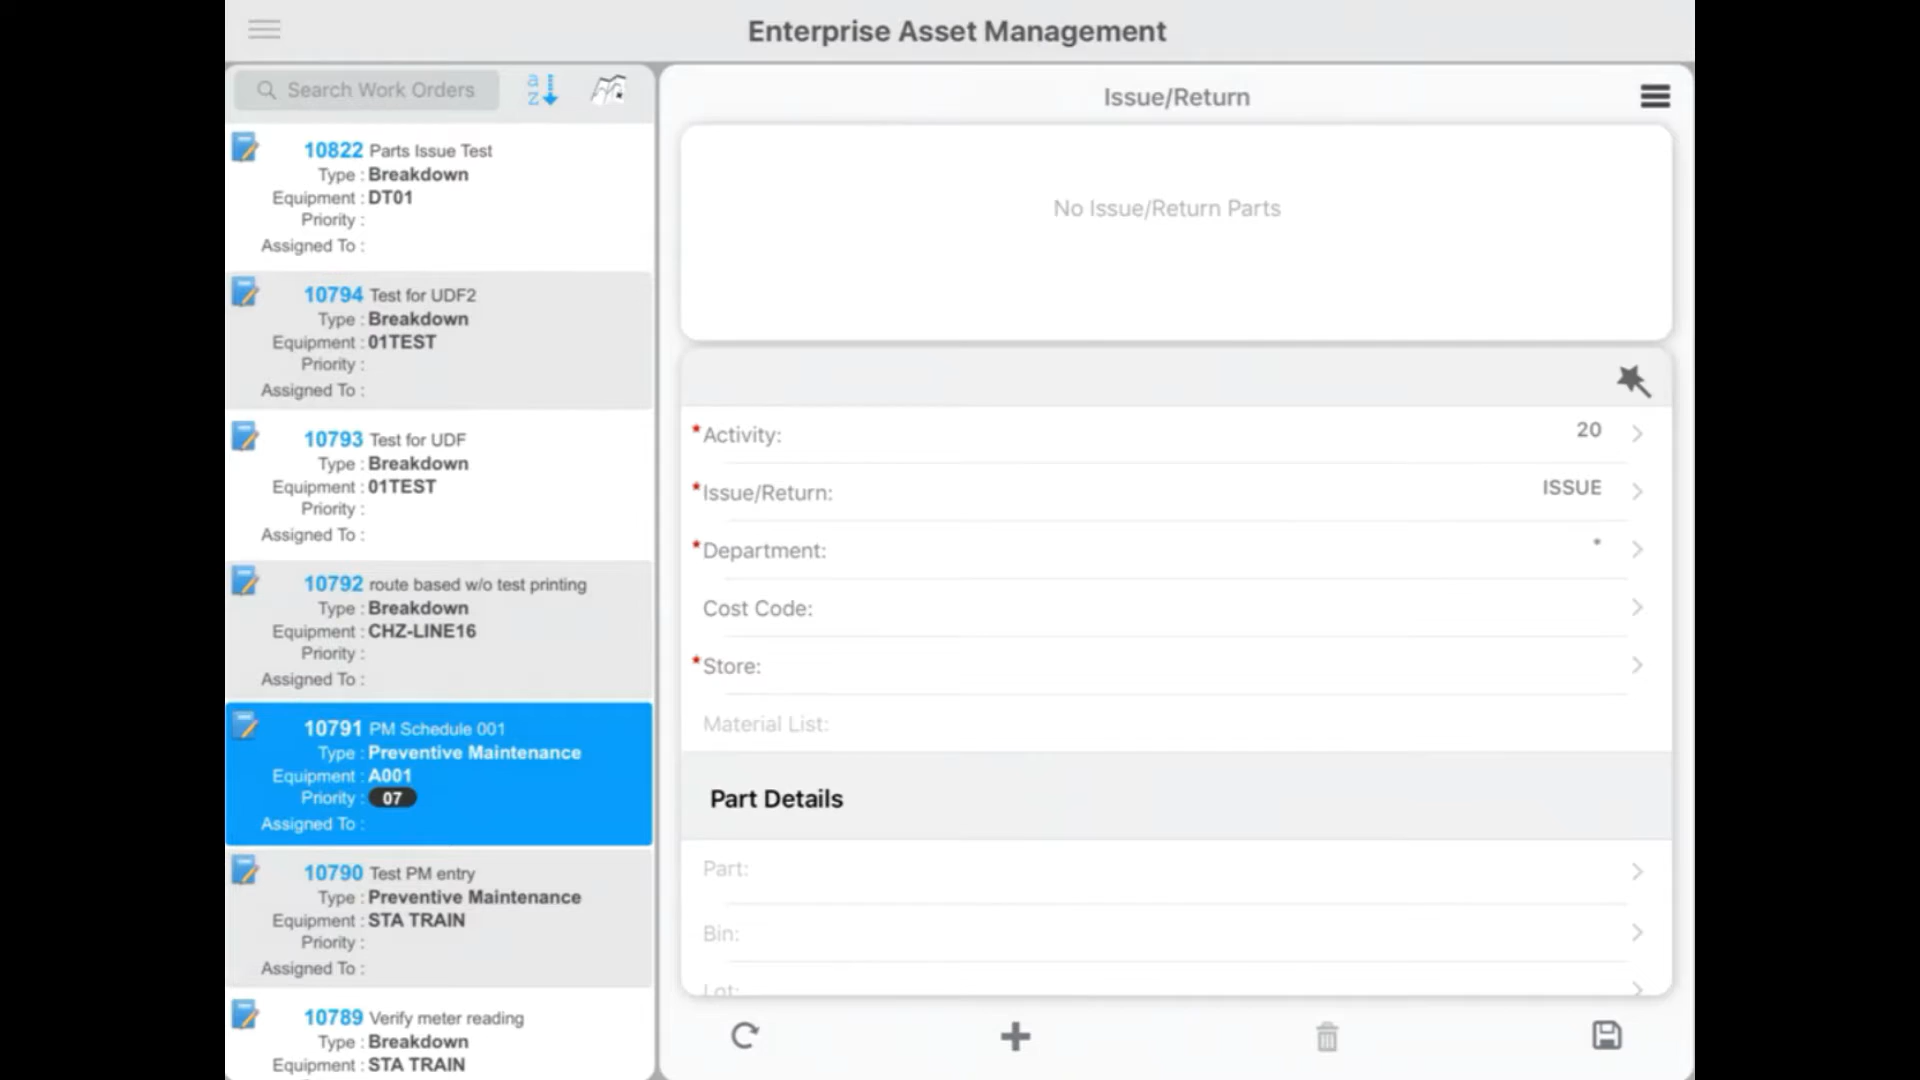 Enterprise Asset Management
Search Work Orders
a
z
10822 Parts Issue Test
Type : Breakdown
Equipment : DT01
Priority :
Assigned To :
10794 Test for UDF2
Type : Breakdown
Equipment : 01TEST
Priority :
Assigned To :
10793 Test for UDF
Type : Breakdown
Equipment : 01TEST
Priority :
Assigned To :
10792 route based w/o test printing
Type : Breakdown
Equipment : CHZ-LINE16
Priority :
Assigned To :
10791 PM Schedule 001
Type : Preventive Maintenance
Equipment : A001
Priority : 07
Assigned To :
10790 Test PM entry
Type : Preventive Maintenance
Equipment : STA TRAIN
Priority :
Assigned To :
10789 Verify meter reading
Type : Breakdown
Equipment : STA TRAIN
Issue/Return
No Issue/Return Parts
*Activity: 20
*Issue/Return: ISSUE
*Department: *
Cost Code:
*Store:
Material List:
Part Details
Part:
Bin:
Lot: